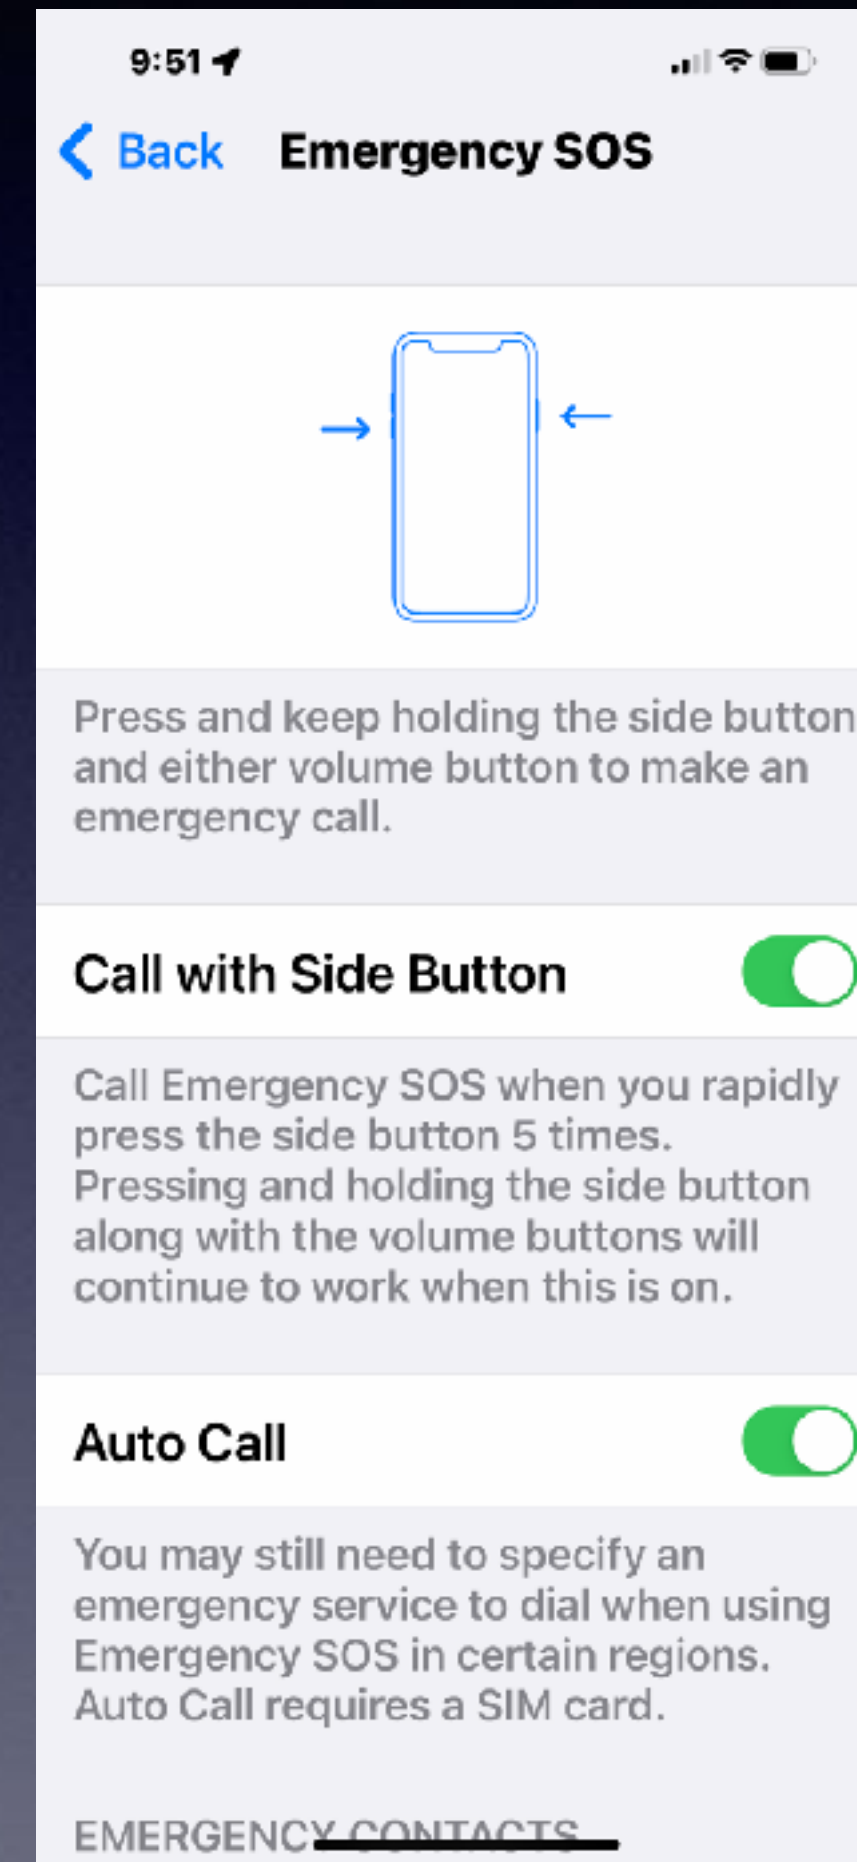 9:51
Back Emergency SOS
Press and keep holding the side button
and either volume button to make an
emergency call.
Call with Side Button
Call Emergency SOS when you rapidly
press the side button 5 times.
Pressing and holding the side button
along with the volume buttons will
continue to work when this is on.
Auto Call
You may still need to specify an
emergency service to dial when using
Emergency SOS in certain regions.
Auto Call requires a SIM card.
EMERGENCY CONTACTS